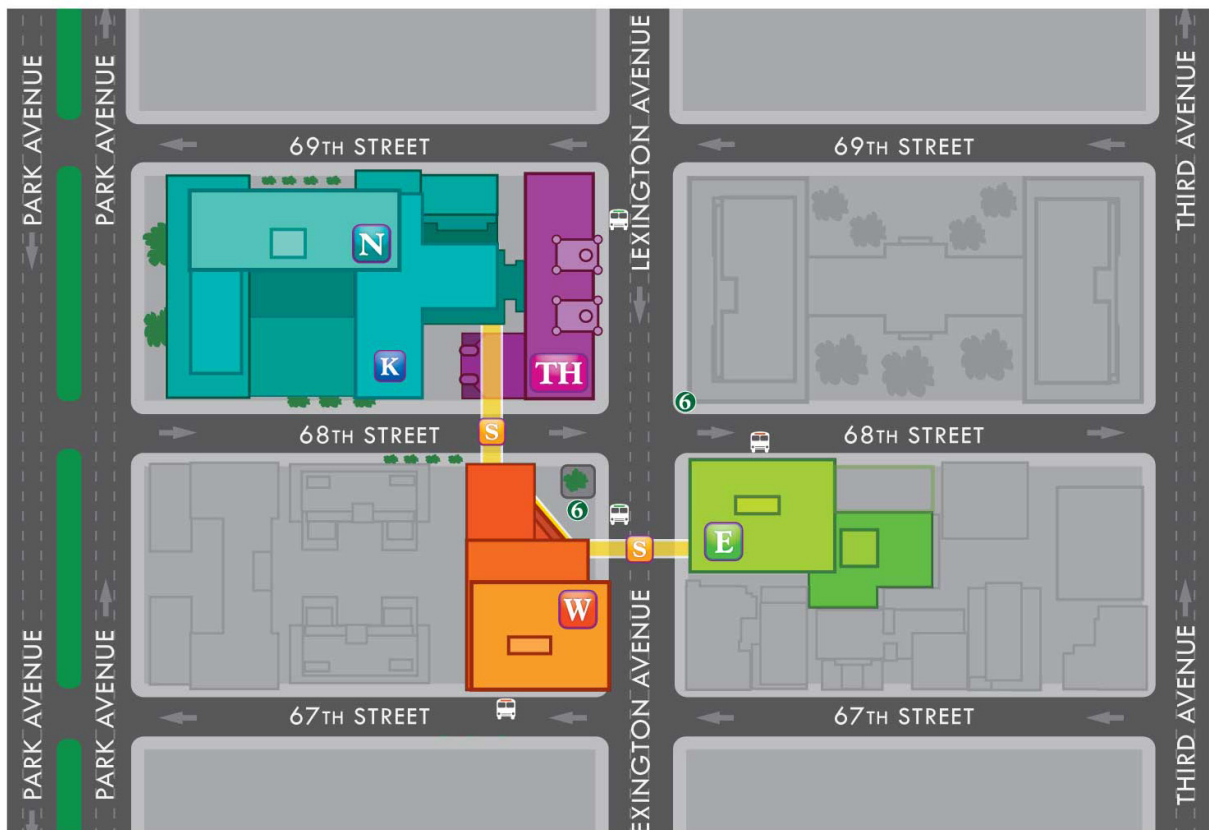 PARK AVENUE
PARK AVENUE
LEXINGTON AVENUE
THIRD AVENUE
69TH STREET
69TH STREET
N
K
TH
6
68TH STREET
S
68TH STREET
6
S
E
W
PARK AVENUE
PARK AVENUE
LEXINGTON AVENUE
THIRD AVENUE
67TH STREET
67TH STREET